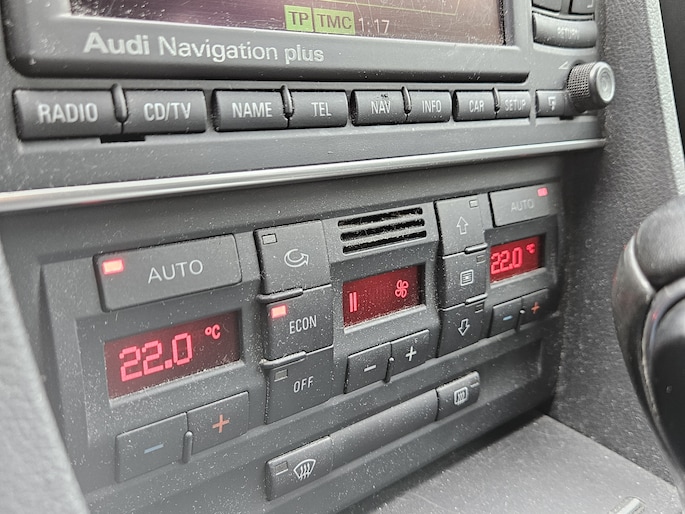 TP TMC 1:17
Audi Navigation plus
RETURN
RADIO CD/TV NAME TEL NAV INFO CAR SETUP
AUTO
22.0 °C
− +
ECON
OFF
− +
AUTO
22.0 °C
− +